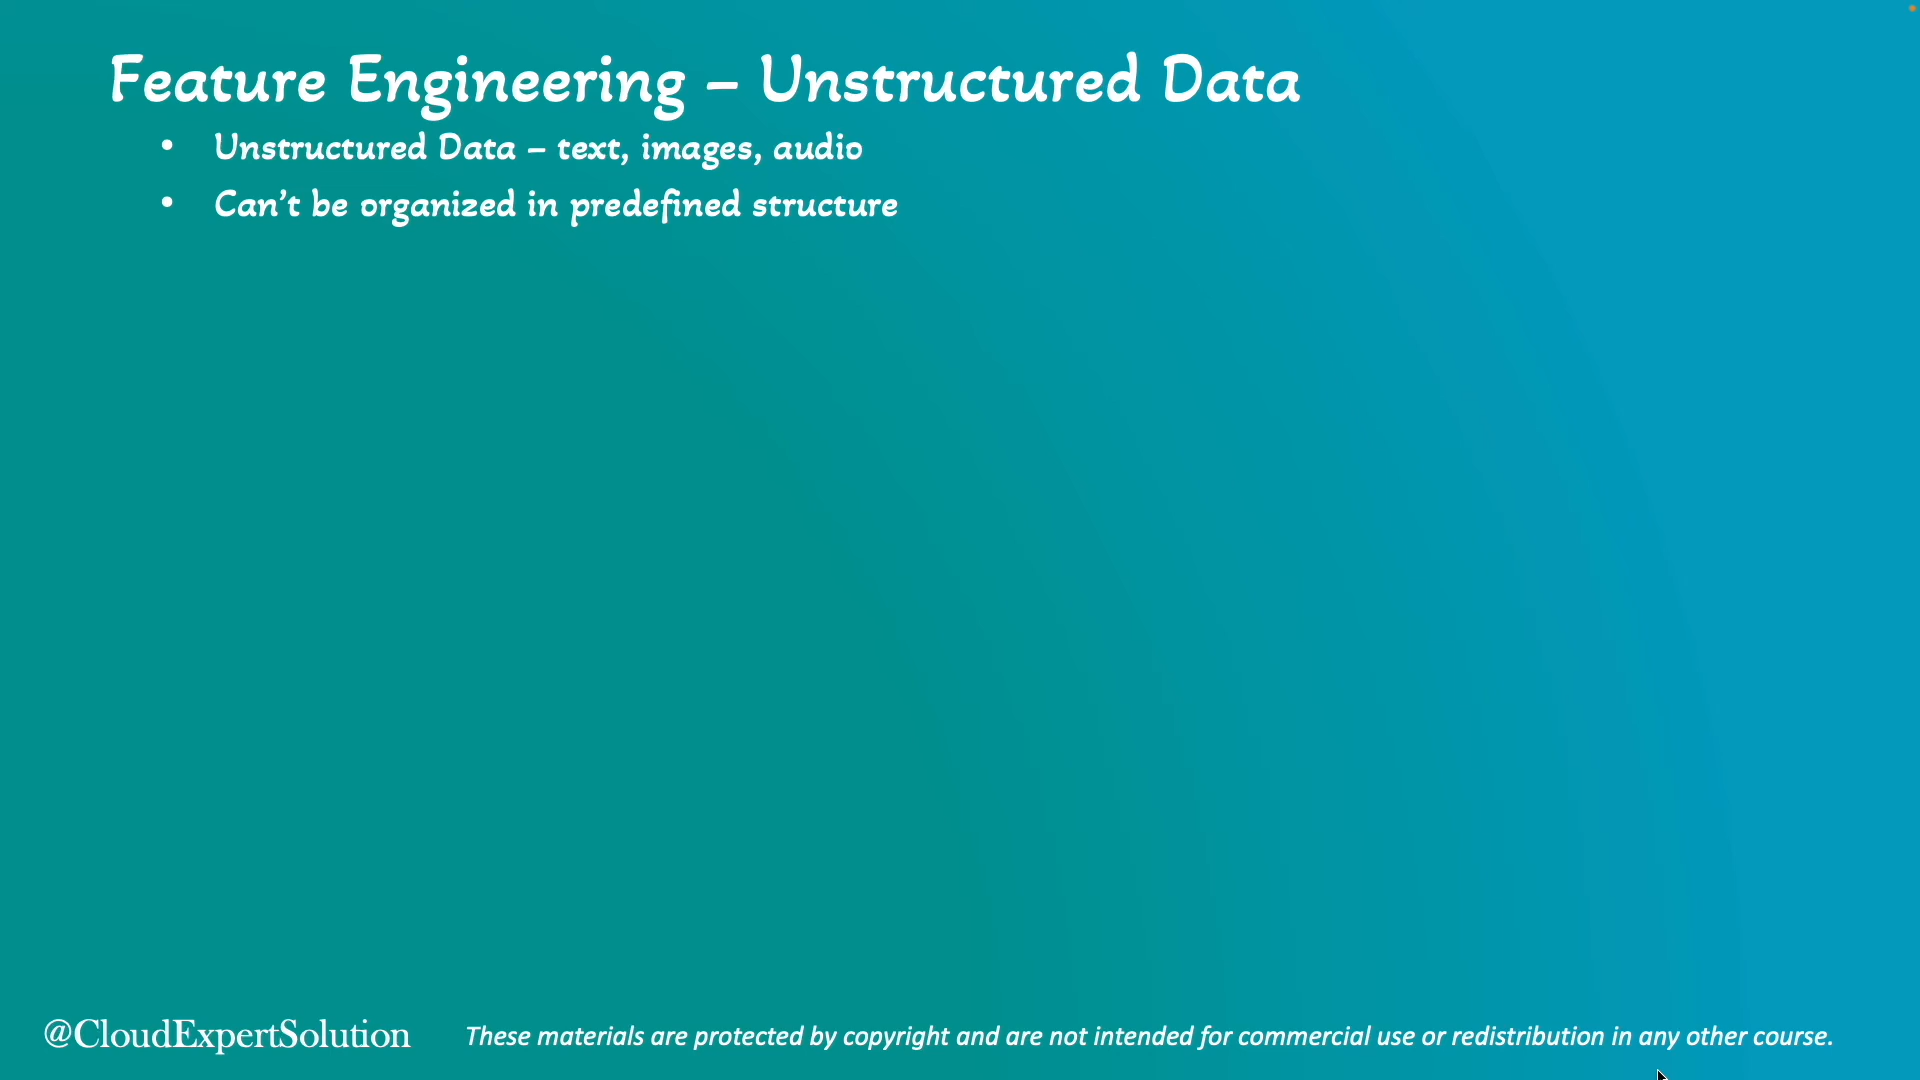 Feature Engineering – Unstructured Data
• Unstructured Data – text, images, audio
• Can’t be organized in predefined structure
@CloudExpertSolution
These materials are protected by copyright and are not intended for commercial use or redistribution in any other course.